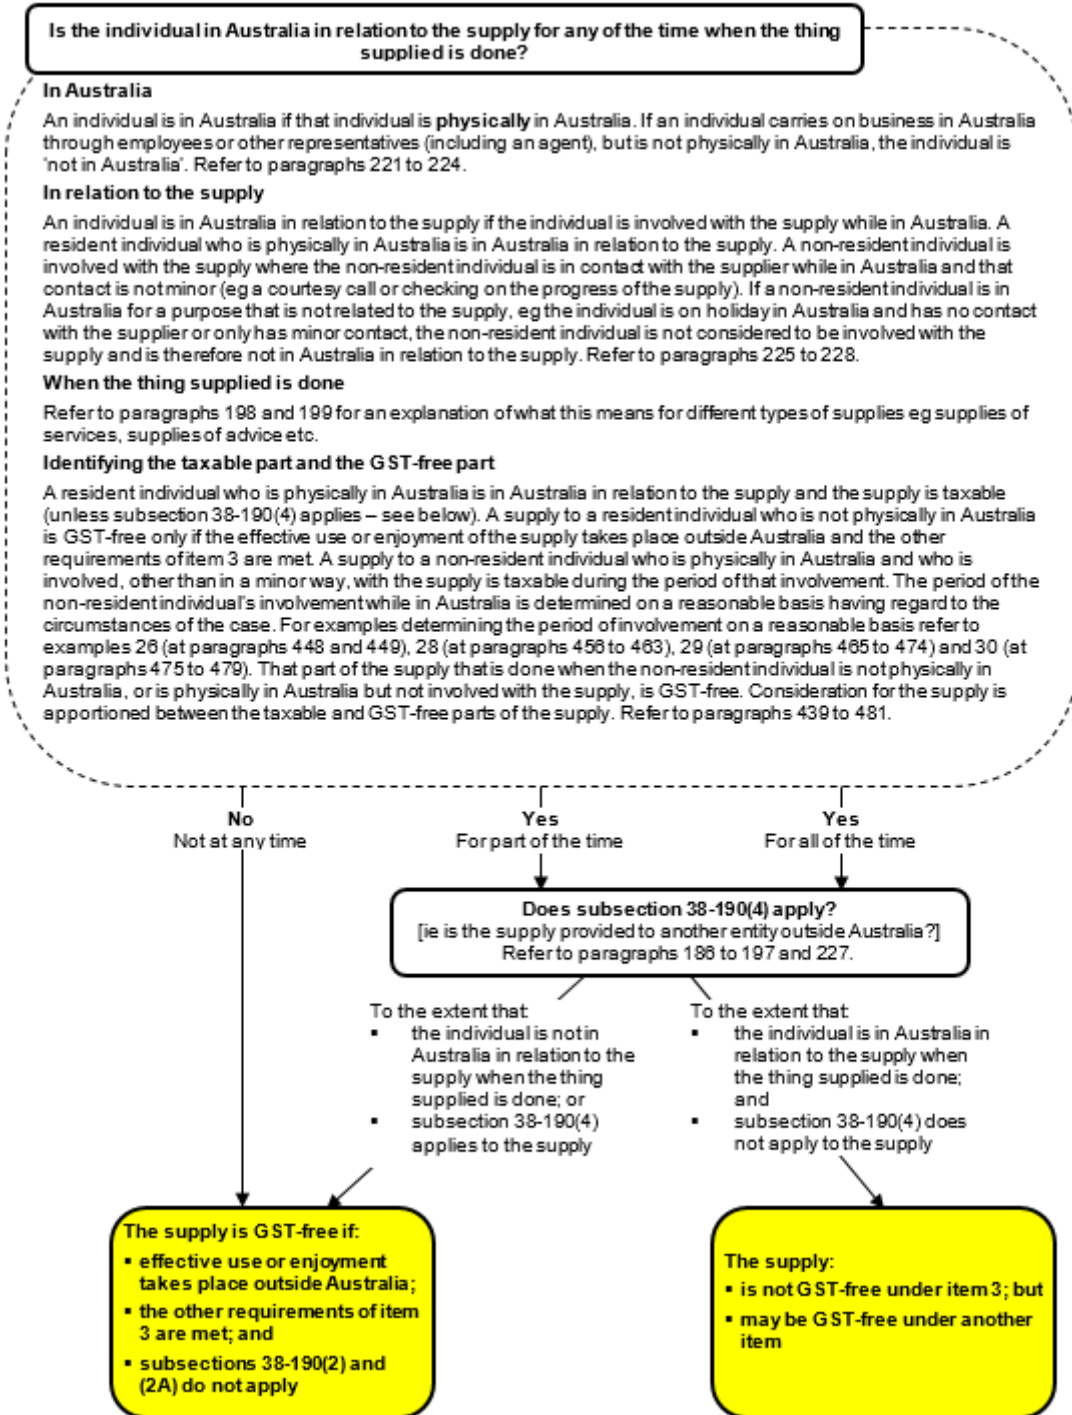 Is the individual in Australia in relation to the supply for any of the time when the thing
supplied is done?
In Australia
An individual is in Australia if that individual is physically in Australia. If an individual carries on business in Australia
through employees or other representatives (including an agent), but is not physically in Australia, the individual is
'not in Australia'. Refer to paragraphs 221 to 224.
In relation to the supply
An individual is in Australia in relation to the supply if the individual is involved with the supply while in Australia. A
resident individual who is physically in Australia is in Australia in relation to the supply. A non-resident individual is
involved with the supply where the non-resident individual is in contact with the supplier while in Australia and that
contact is not minor (eg a courtesy call or checking on the progress of the supply). If a non-resident individual is in
Australia for a purpose that is not related to the supply, eg the individual is on holiday in Australia and has no contact
with the supplier or only has minor contact, the non-resident individual is not considered to be involved with the
supply and is therefore not in Australia in relation to the supply. Refer to paragraphs 225 to 228.
When the thing supplied is done
Refer to paragraphs 198 and 199 for an explanation of what this means for different types of supplies eg supplies of
services, supplies of advice etc.
Identifying the taxable part and the GST-free part
A resident individual who is physically in Australia is in Australia in relation to the supply and the supply is taxable
(unless subsection 38-190(4) applies – see below). A supply to a resident individual who is not physically in Australia
is GST-free only if the effective use or enjoyment of the supply takes place outside Australia and the other
requirements of item 3 are met. A supply to a non-resident individual who is physically in Australia and who is
involved, other than in a minor way, with the supply is taxable during the period of that involvement. The period of the
non-resident individual's involvement while in Australia is determined on a reasonable basis having regard to the
circumstances of the case. For examples determining the period of involvement on a reasonable basis refer to
examples 26 (at paragraphs 448 and 449), 28 (at paragraphs 456 to 463), 29 (at paragraphs 465 to 474) and 30 (at
paragraphs 475 to 479). That part of the supply that is done when the non-resident individual is not physically in
Australia, or is physically in Australia but not involved with the supply, is GST-free. Consideration for the supply is
apportioned between the taxable and GST-free parts of the supply. Refer to paragraphs 439 to 481.
No
Not at any time
Yes
For part of the time
Yes
For all of the time
Does subsection 38-190(4) apply?
[ie is the supply provided to another entity outside Australia?]
Refer to paragraphs 186 to 197 and 227.
To the extent that:
▪ the individual is not in
Australia in relation to the
supply when the thing
supplied is done; or
▪ subsection 38-190(4)
applies to the supply
To the extent that:
▪ the individual is in Australia in
relation to the supply when
the thing supplied is done;
and
▪ subsection 38-190(4) does
not apply to the supply
The supply is GST-free if:
▪ effective use or enjoyment
takes place outside Australia;
▪ the other requirements of item
3 are met; and
▪ subsections 38-190(2) and
(2A) do not apply
The supply:
▪ is not GST-free under item 3; but
▪ may be GST-free under another
item